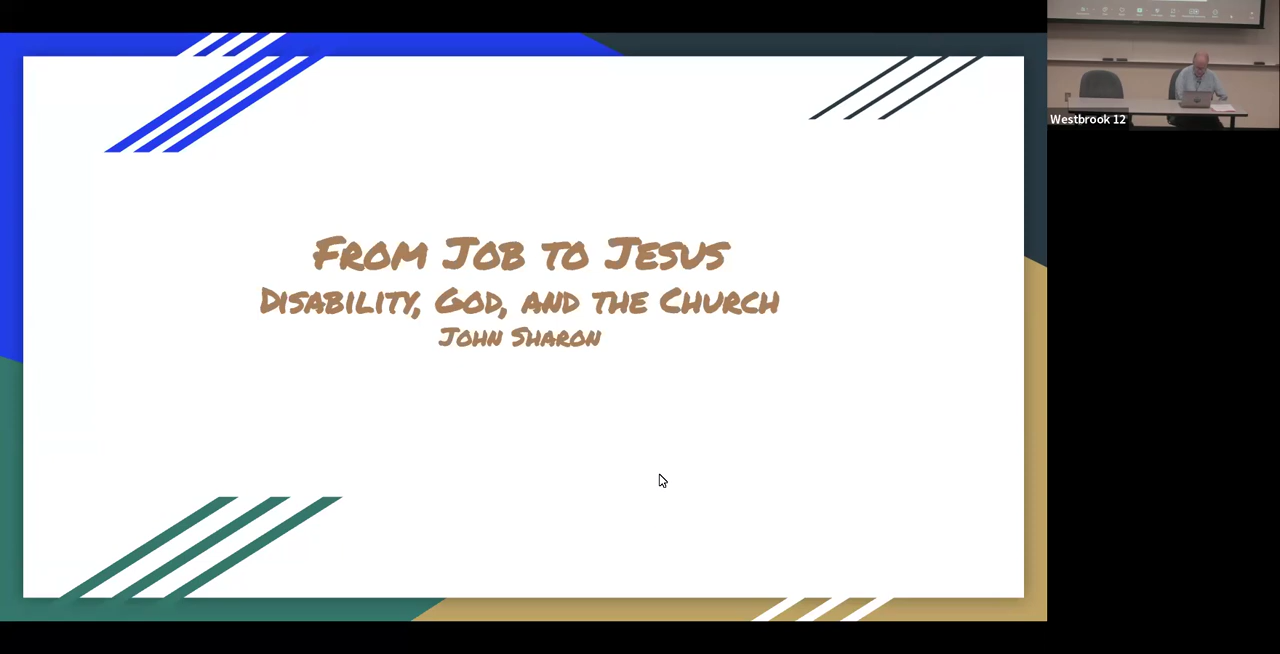 From Job to Jesus
Disability, God, and the Church
John Sharon
Westbrook 12